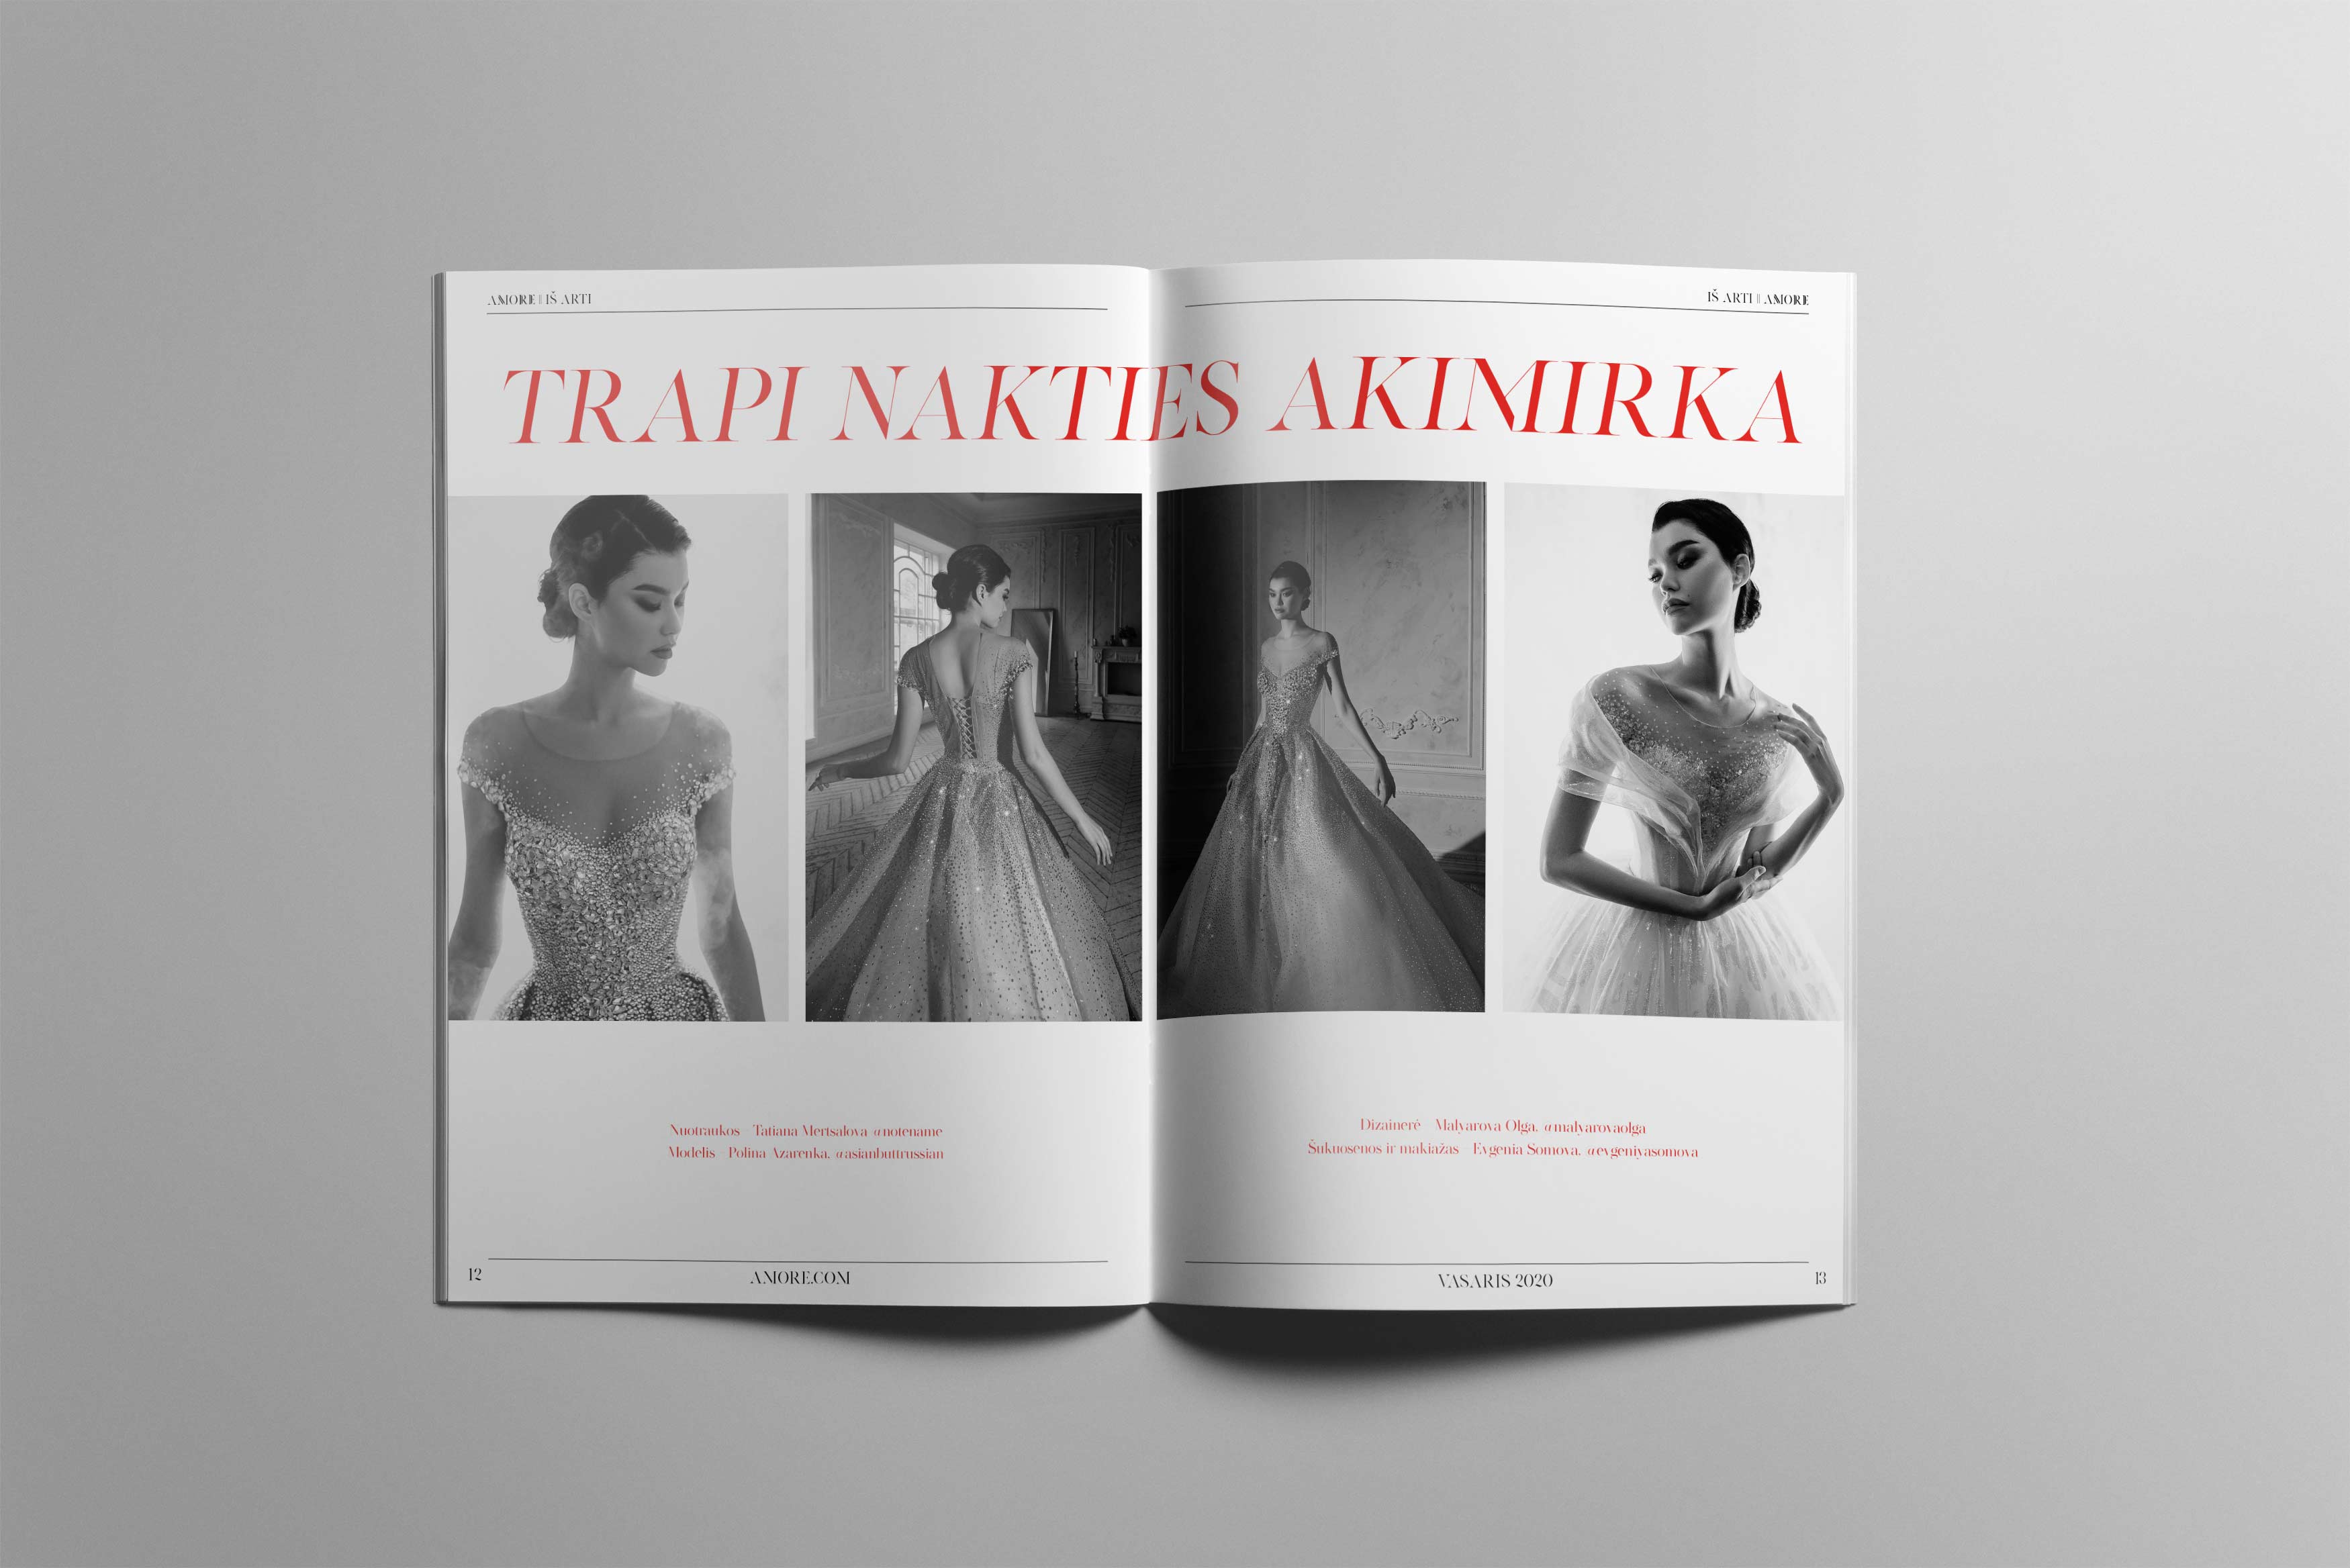 AMORE || IŠ ARTI
IŠ ARTI || AMORE
TRAPI NAKTIES AKIMIRKA
Nuotraukos - Tatiana Mertsalova @notename
Modelis - Polina Azarenka, @asianbuttrussian
Dizainerė - Malyarova Olga, @malyarovaolga
Šukuosenos ir makiažas - Evgenia Somova, @evgeniyasomova
12
AMORE.COM
VASARIS 2020
13